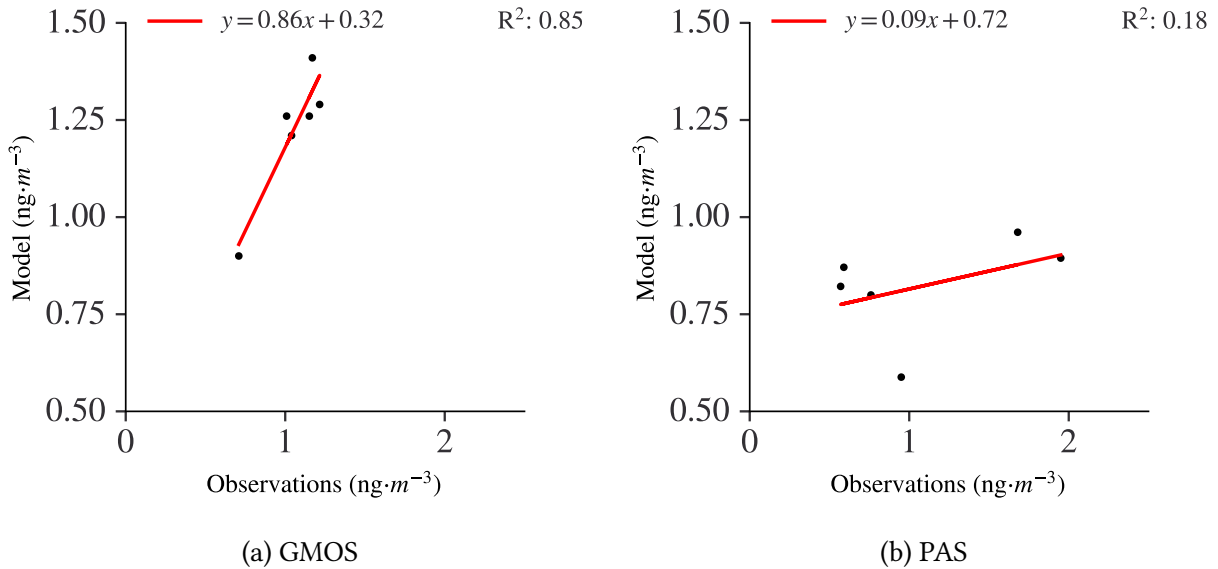 y = 0.86x + 0.32 R²: 0.85
1.50
1.25
1.00
0.75
0.50
Model (ng·m⁻³)
0 1 2
Observations (ng·m⁻³)
(a) GMOS
y = 0.09x + 0.72 R²: 0.18
1.50
1.25
1.00
0.75
0.50
Model (ng·m⁻³)
0 1 2
Observations (ng·m⁻³)
(b) PAS